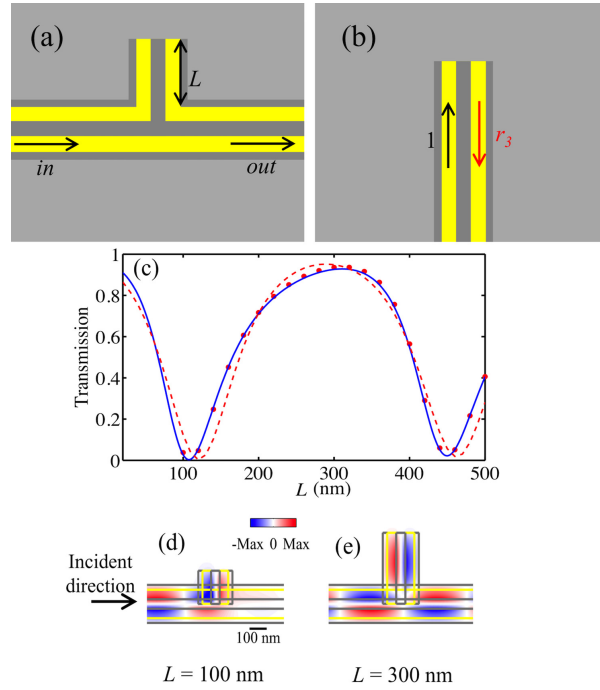 (a)
L
in
out
(b)
1
r3
(c)
Transmission
1
0.8
0.6
0.4
0.2
0
100
200
300
400
500
L (nm)
(d)
-Max 0 Max
(e)
Incident
direction
100 nm
L = 100 nm
L = 300 nm